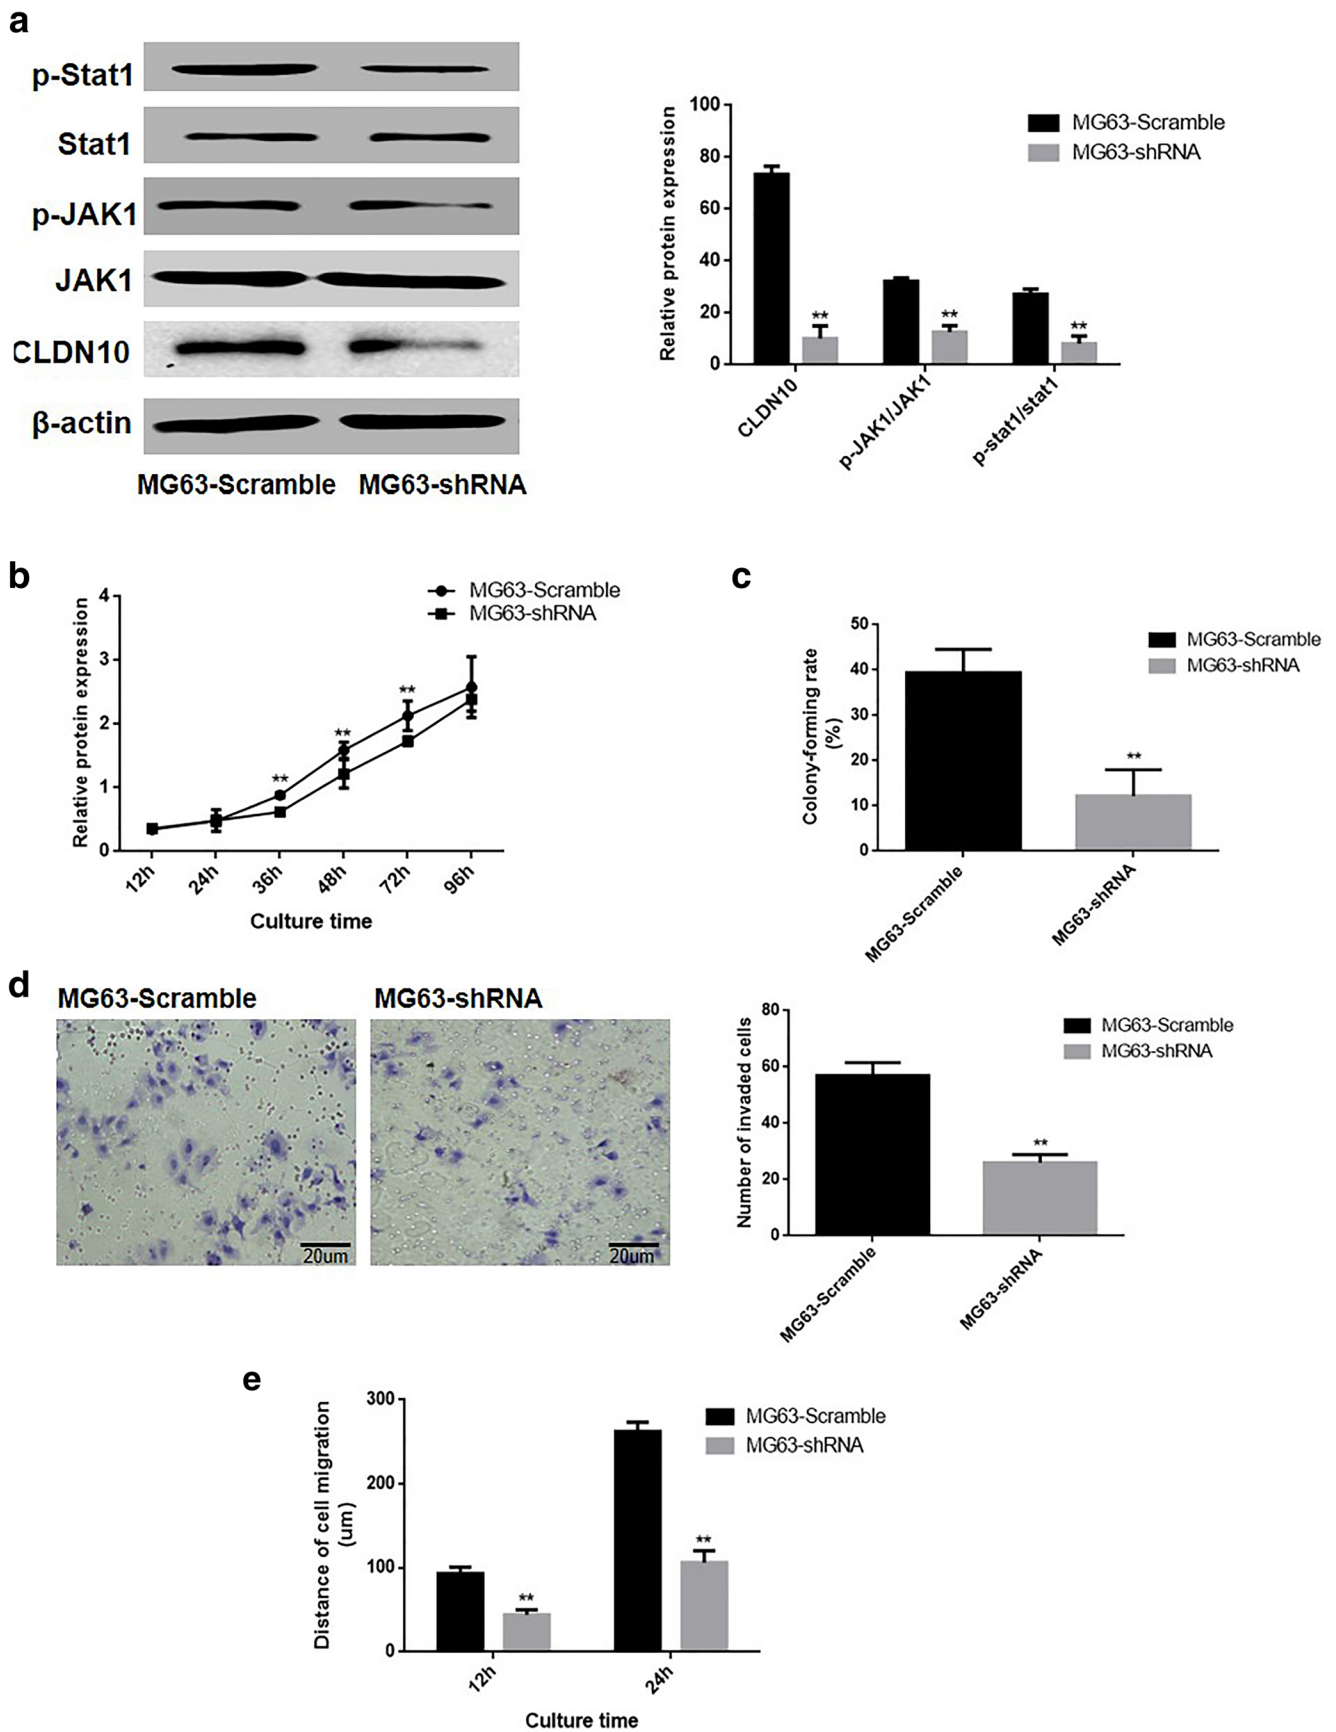 a
p-Stat1
Stat1
p-JAK1
JAK1
CLDN10
β-actin
MG63-Scramble MG63-shRNA
Relative protein expression
100
80
60
40
20
0
MG63-Scramble
MG63-shRNA
**
**
**
CLDN10
p-JAK1/JAK1
p-stat1/stat1
b
Relative protein expression
4
3
2
1
0
MG63-Scramble
MG63-shRNA
**
**
**
12h
24h
36h
48h
72h
96h
Culture time
c
Colony-forming rate
(%)
50
40
30
20
10
0
MG63-Scramble
MG63-shRNA
**
MG63-Scramble
MG63-shRNA
d
MG63-Scramble
MG63-shRNA
20um
20um
Number of invaded cells
80
60
40
20
0
MG63-Scramble
MG63-shRNA
**
MG63-Scramble
MG63-shRNA
e
Distance of cell migration
(um)
300
200
100
0
MG63-Scramble
MG63-shRNA
**
**
12h
24h
Culture time